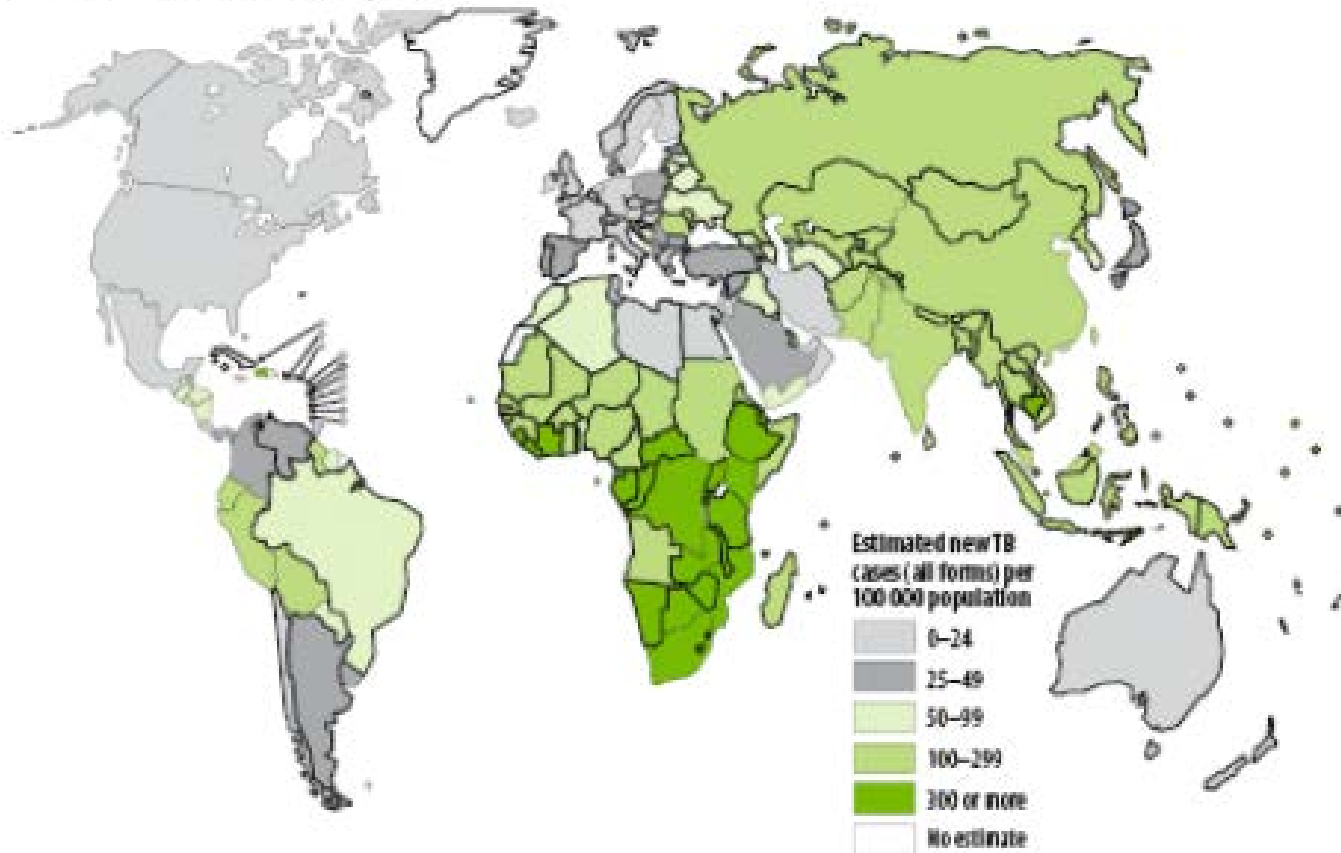 Estimated new TB
cases (all forms) per
100 000 population
0–24
25–49
50–99
100–299
300 or more
No estimate